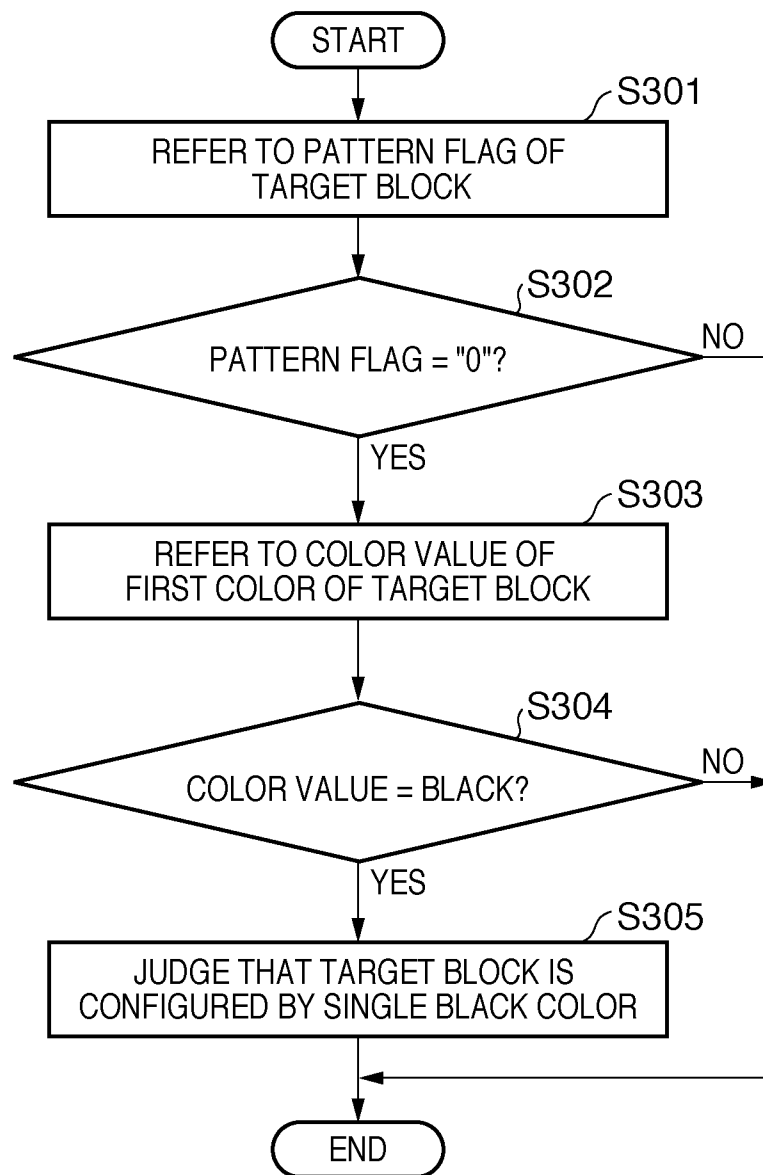 START
S301
REFER TO PATTERN FLAG OF
TARGET BLOCK
S302
PATTERN FLAG = "0"?
NO
YES
S303
REFER TO COLOR VALUE OF
FIRST COLOR OF TARGET BLOCK
S304
COLOR VALUE = BLACK?
NO
YES
S305
JUDGE THAT TARGET BLOCK IS
CONFIGURED BY SINGLE BLACK COLOR
END